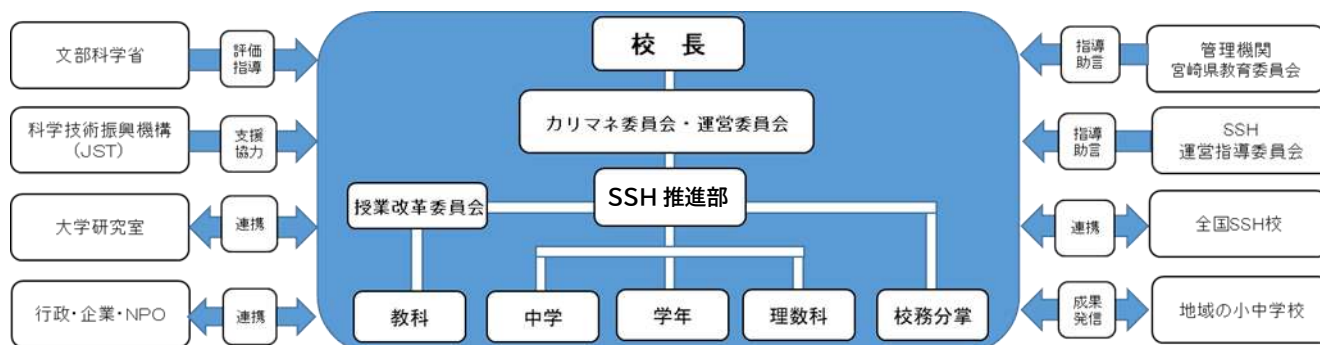 文部科学省
評価
指導
科学技術振興機構
(JST)
支援
協力
大学研究室
連携
行政・企業・NPO
連携
校　長
カリマネ委員会・運営委員会
SSH 推進部
授業改革委員会
教科
中学
学年
理数科
校務分掌
指導
助言
管理機関
宮崎県教育委員会
指導
助言
SSH
運営指導委員会
連携
全国SSH校
成果
発信
地域の小中学校